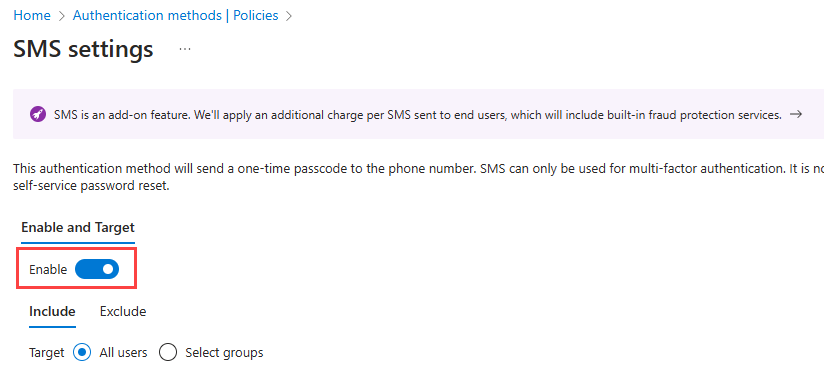 Home > Authentication methods | Policies >
SMS settings ...
SMS is an add-on feature. We'll apply an additional charge per SMS sent to end users, which will include built-in fraud protection services. →
This authentication method will send a one-time passcode to the phone number. SMS can only be used for multi-factor authentication. It is
self-service password reset.
Enable and Target
Enable
Include Exclude
Target All users Select groups